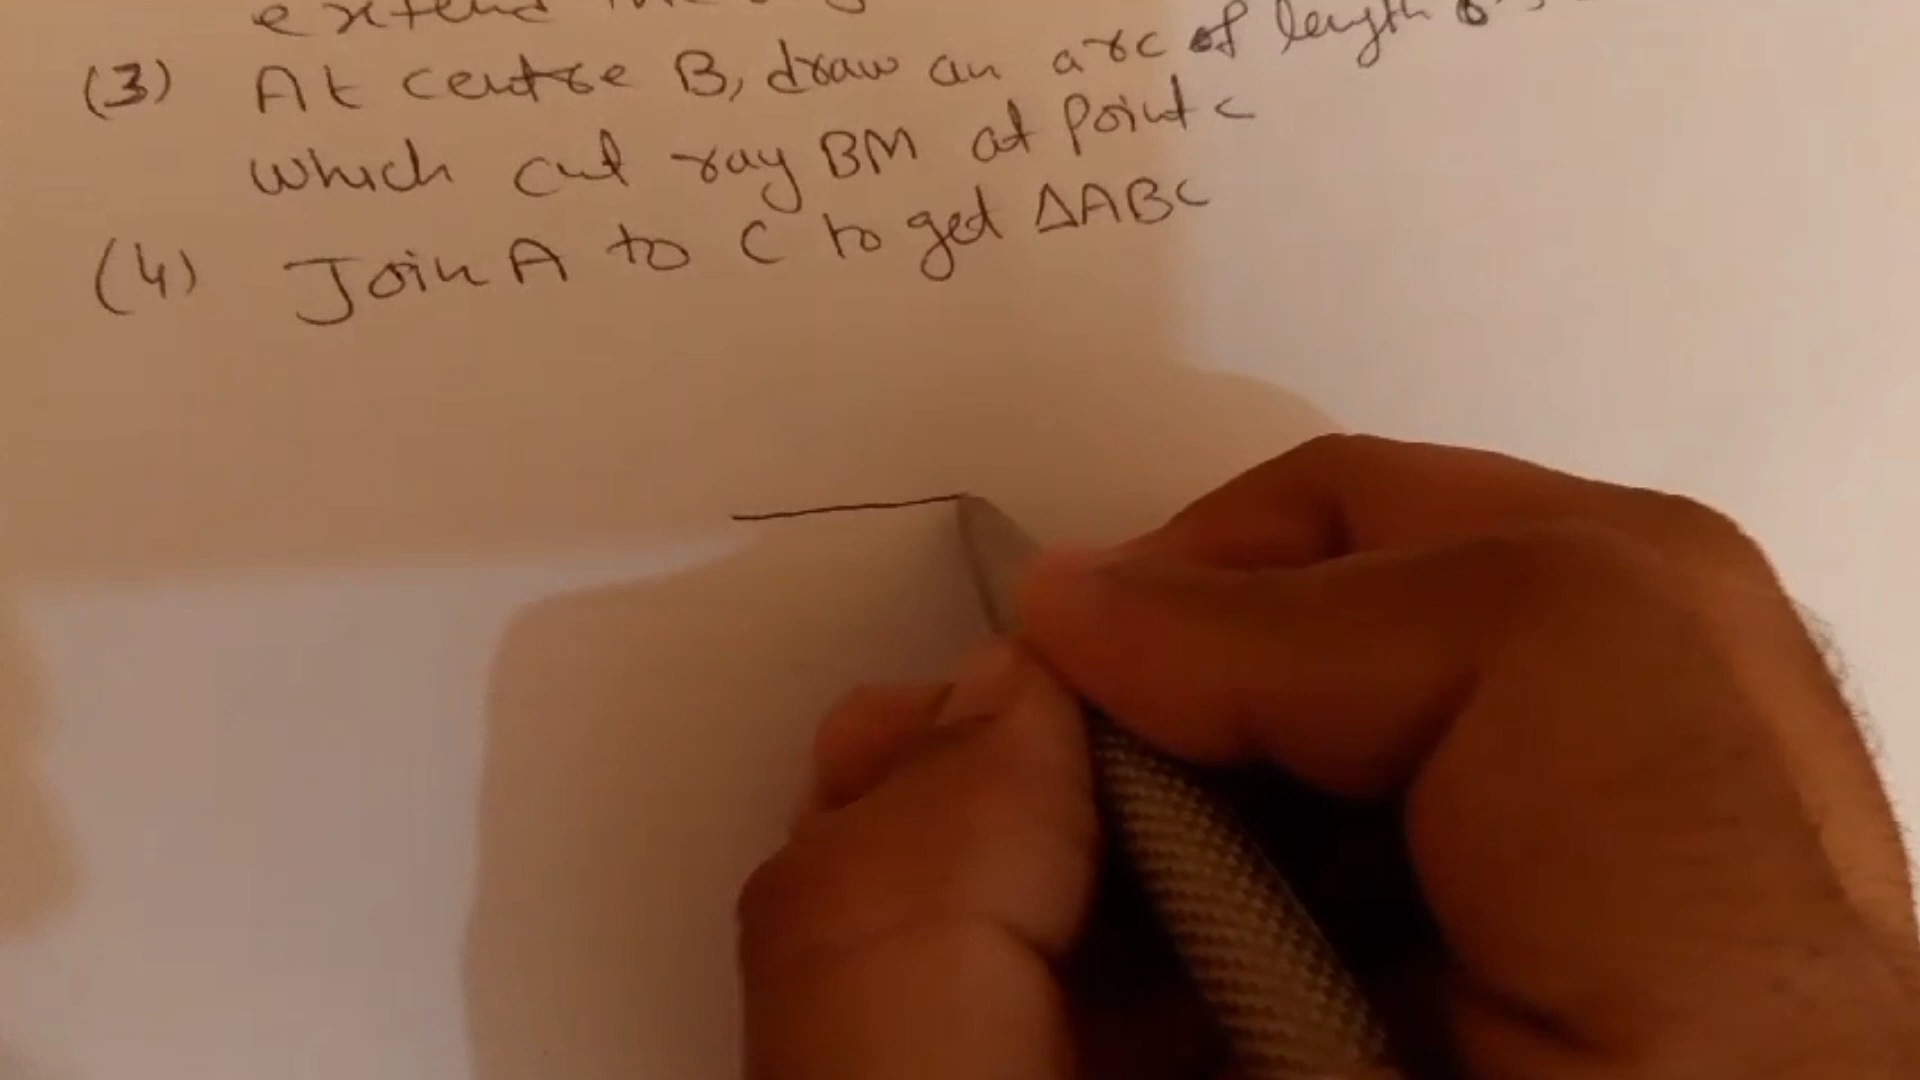 extend
(3) At centre B, draw an arc of length
which cut ray BM at point C
(4) Join A to C to get ΔABC